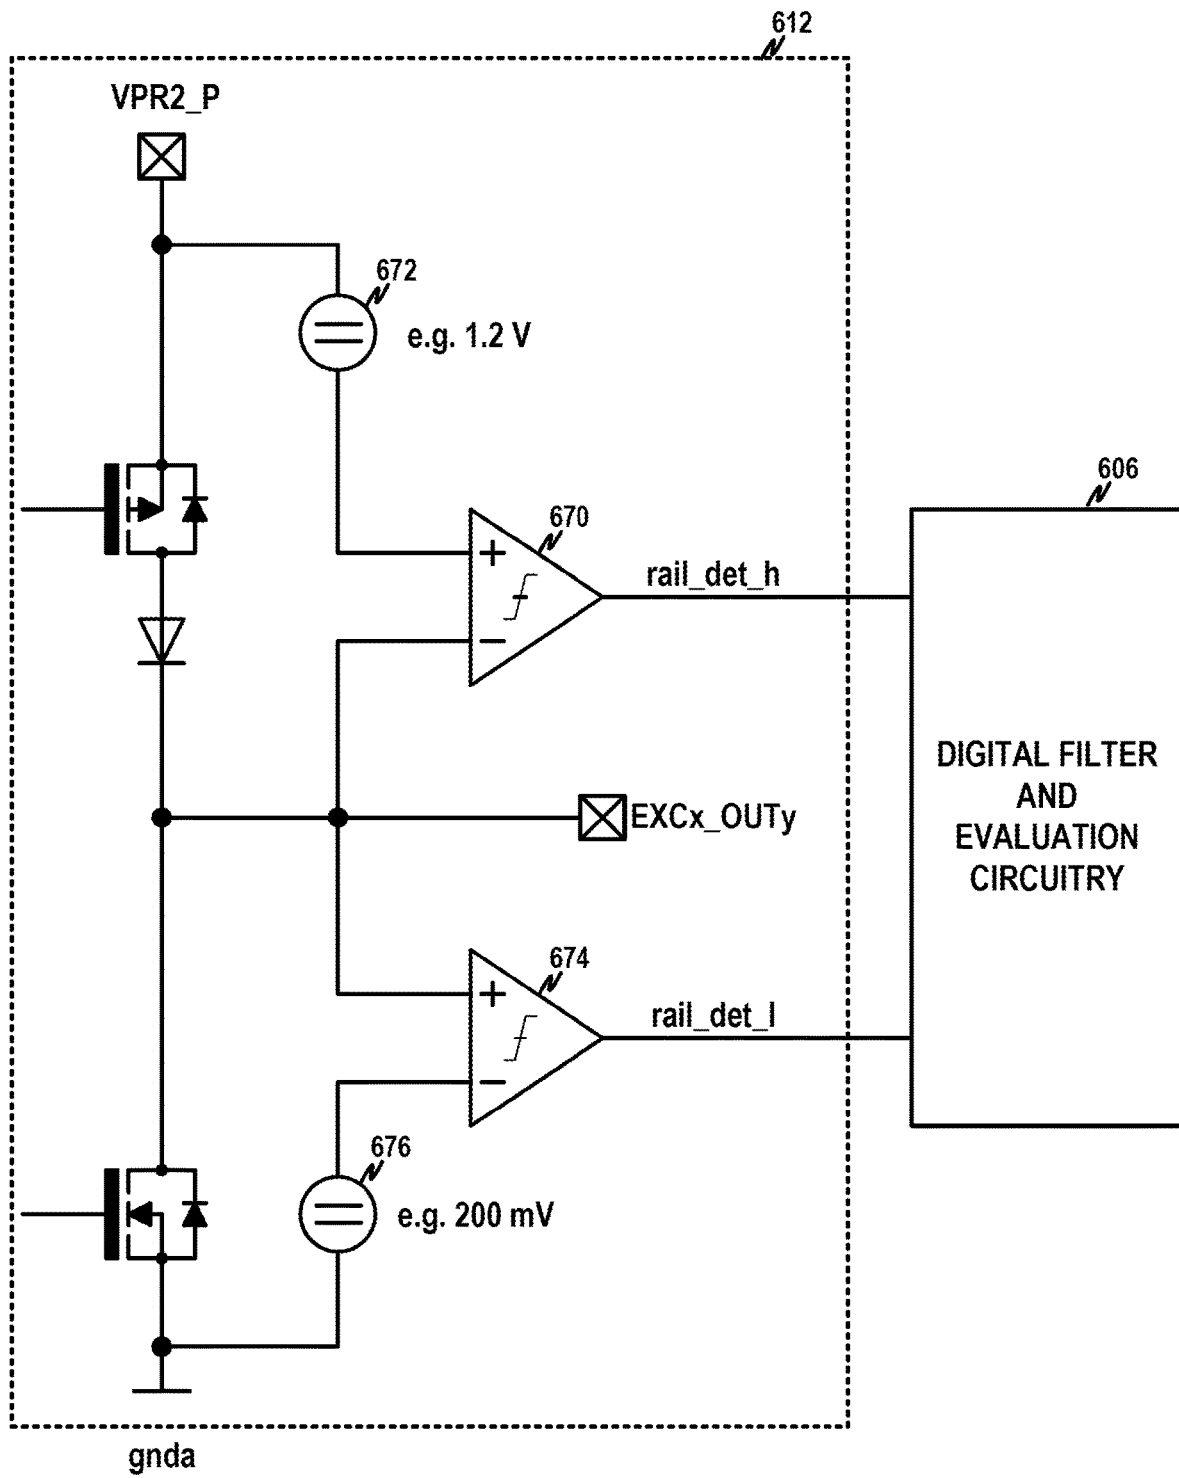 612
VPR2_P
672
e.g. 1.2 V
606
670
+
rail_det_h
−
DIGITAL FILTER
AND
EVALUATION
CIRCUITRY
EXCx_OUTy
674
+
rail_det_l
−
676
e.g. 200 mV
gnda